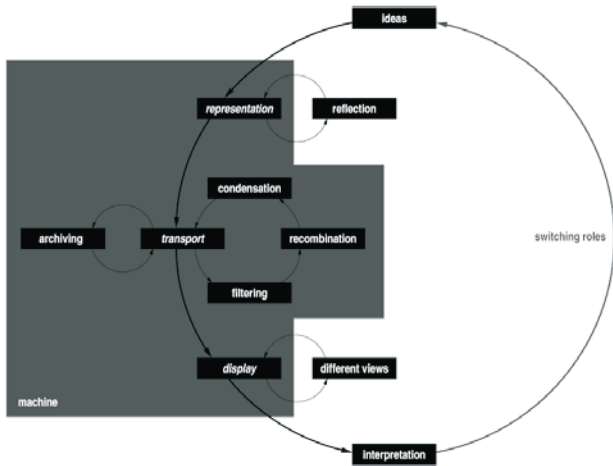 ideas
representation
reflection
condensation
archiving
transport
recombination
switching roles
filtering
display
different views
machine
interpretation